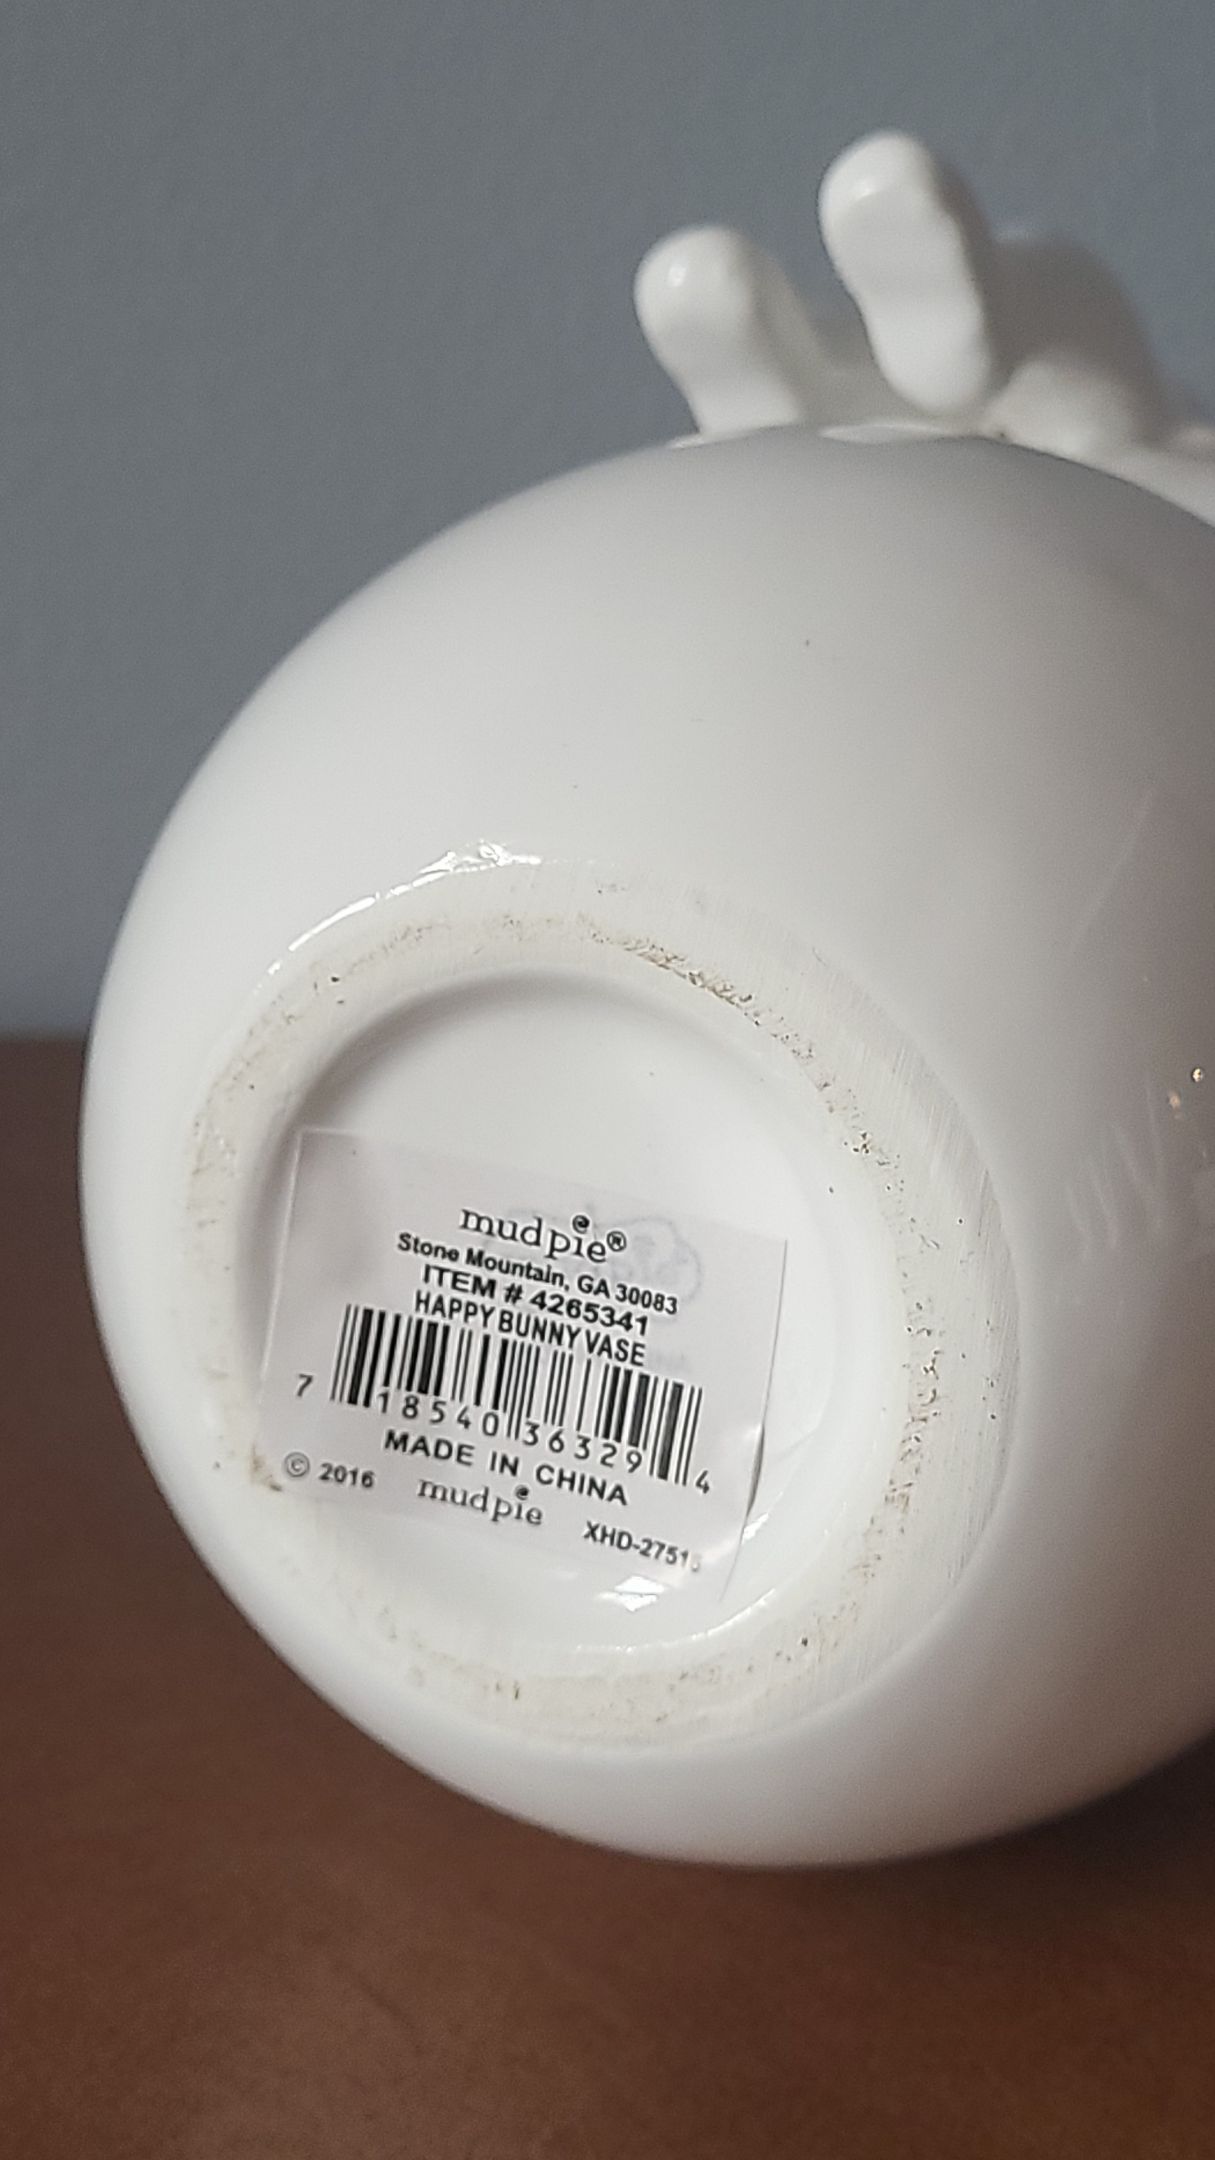 mudpie®
Stone Mountain, GA 30083
ITEM # 4265341
HAPPY BUNNY VASE
7 18540 36329 4
MADE IN CHINA
© 2016 mudpie